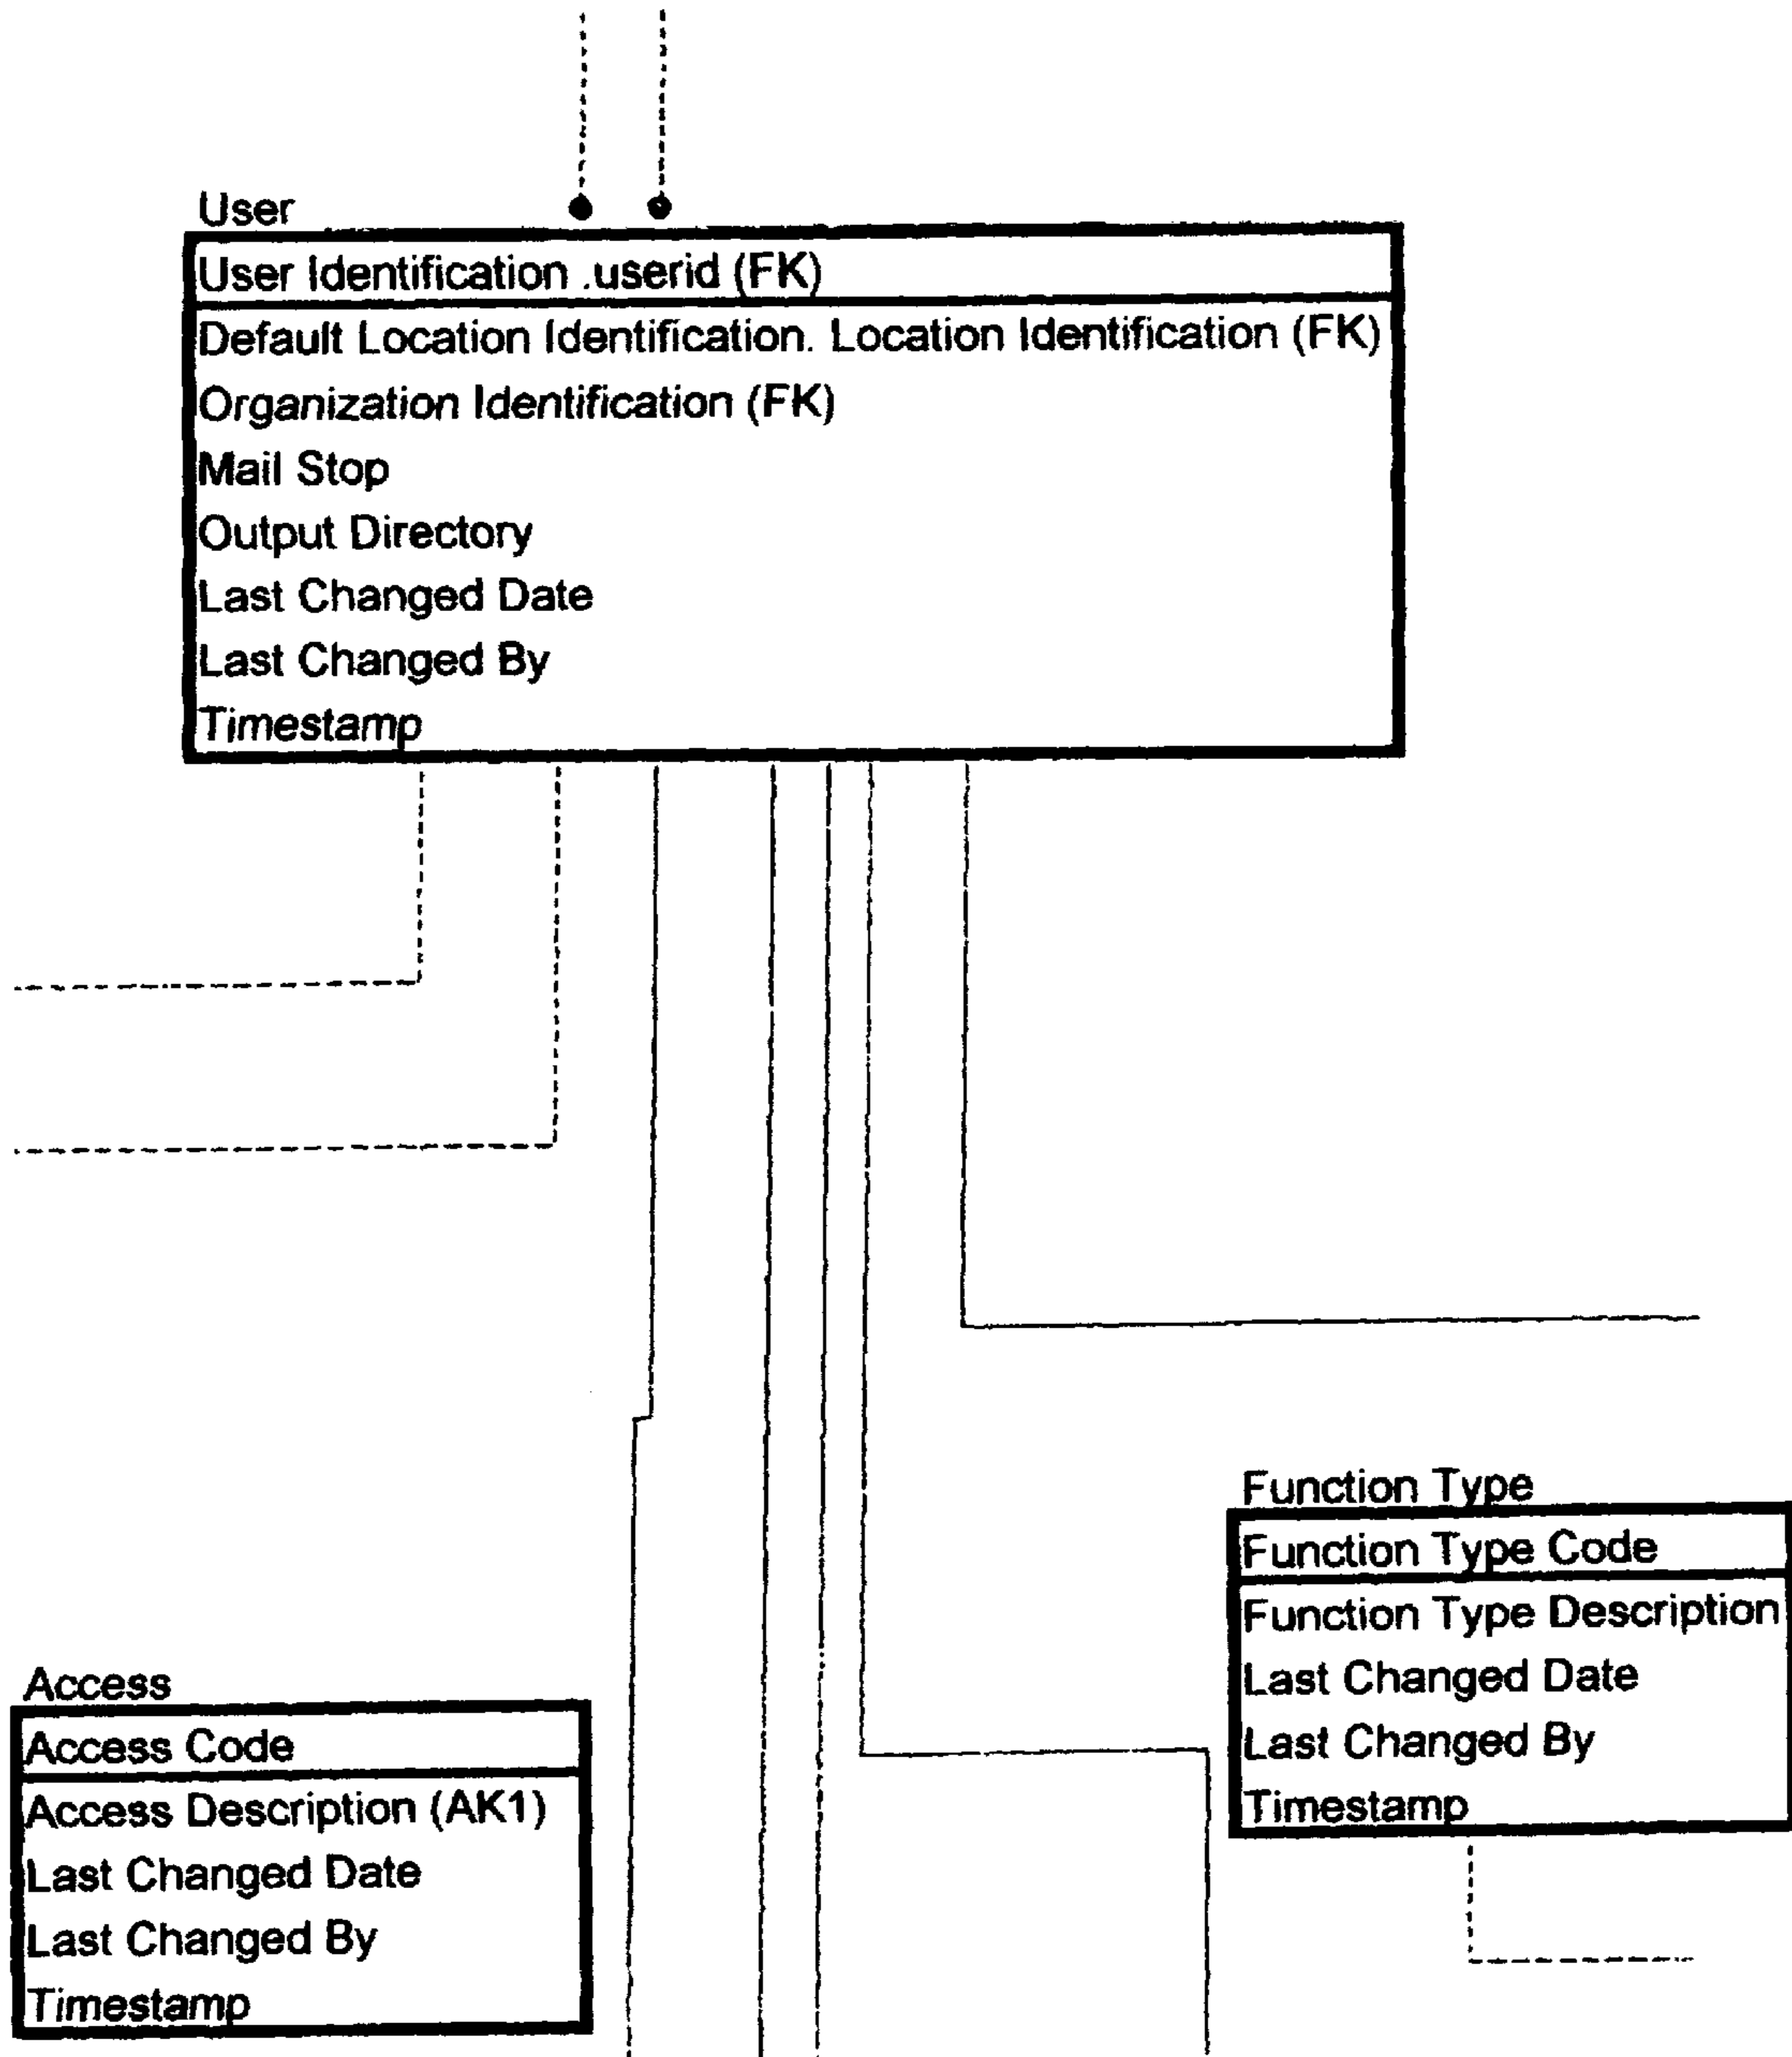 User
User Identification .userid (FK)
Default Location Identification. Location Identification (FK)
Organization Identification (FK)
Mail Stop
Output Directory
Last Changed Date
Last Changed By
Timestamp
Function Type
Function Type Code
Function Type Description
Last Changed Date
Last Changed By
Timestamp
Access
Access Code
Access Description (AK1)
Last Changed Date
Last Changed By
Timestamp